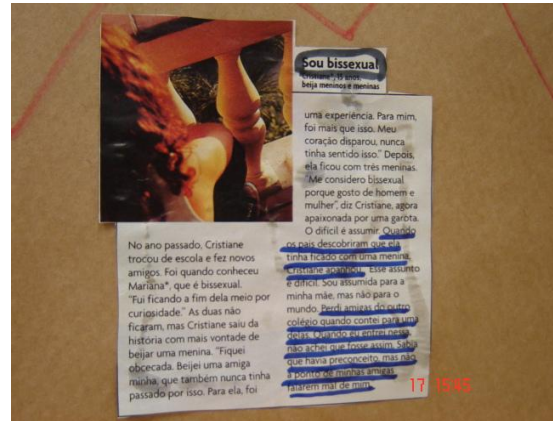 Sou bissexual
Cristiane*, 15 anos,
beija meninos e meninas
No ano passado, Cristiane
trocou de escola e fez novos
amigos. Foi quando conheceu
Mariana*, que é bissexual.
"Fui ficando a fim dela meio por
curiosidade." As duas não
ficaram, mas Cristiane saiu da
história com mais vontade de
beijar uma menina. "Fiquei
obcecada. Beijei uma amiga
minha, que também nunca tinha
passado por isso. Para ela, foi
uma experiência. Para mim,
foi mais que isso. Meu
coração disparou, nunca
tinha sentido isso." Depois,
ela ficou com três meninas.
"Me considero bissexual
porque gosto de homem e
mulher", diz Cristiane, agora
apaixonada por uma garota.
O difícil é assumir. Quando
os pais descobriram que ela
tinha ficado com uma menina,
Cristiane apanhou. "Esse assunto
é difícil. Sou assumida para a
minha mãe, mas não para o
mundo. Perdi amigas do outro
colégio quando contei para uma
delas. Quando eu entrei nessa,
não achei que fosse assim. Sabia
que havia preconceito, mas não
a ponto de minhas amigas
falarem mal de mim."